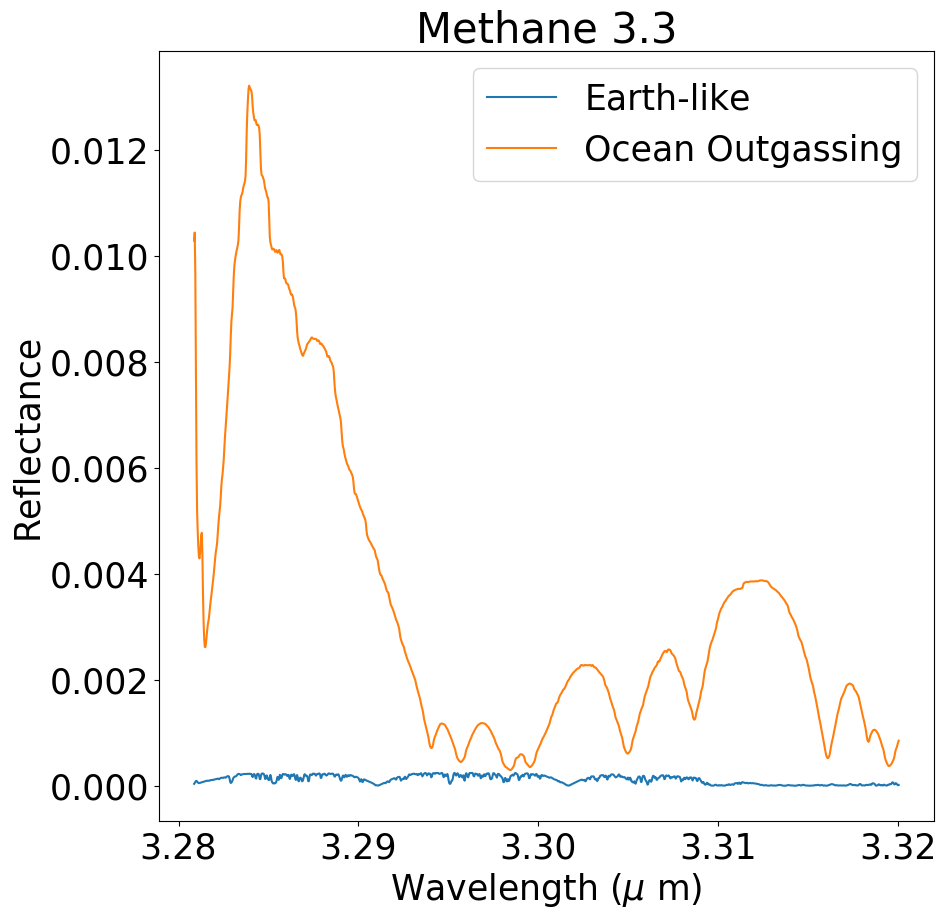 Methane 3.3
Earth-like
Ocean Outgassing
0.012
0.010
0.008
0.006
0.004
0.002
0.000
Reflectance
3.28 3.29 3.30 3.31 3.32
Wavelength (μ m)